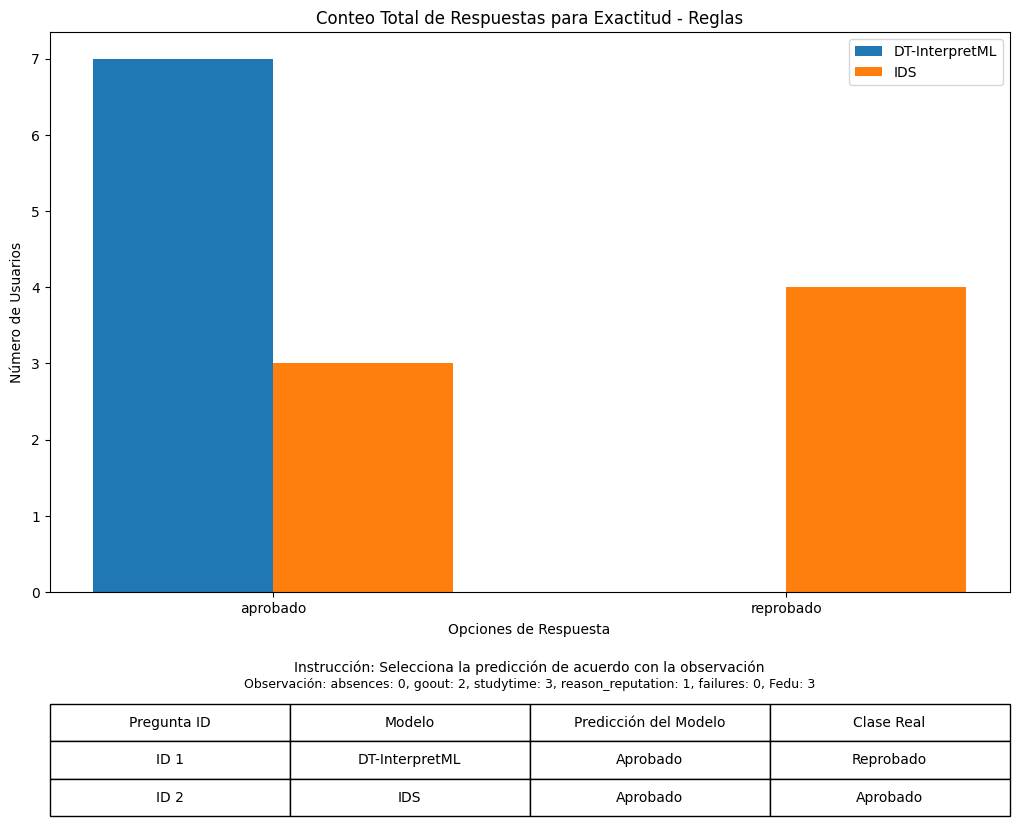 Conteo Total de Respuestas para Exactitud - Reglas
DT-InterpretML
IDS
7
6
5
4
3
2
1
0
Número de Usuarios
aprobado
reprobado
Opciones de Respuesta
Instrucción: Selecciona la predicción de acuerdo con la observación
Observación: absences: 0, goout: 2, studytime: 3, reason_reputation: 1, failures: 0, Fedu: 3
Pregunta ID Modelo Predicción del Modelo Clase Real
ID 1 DT-InterpretML Aprobado Reprobado
ID 2 IDS Aprobado Aprobado